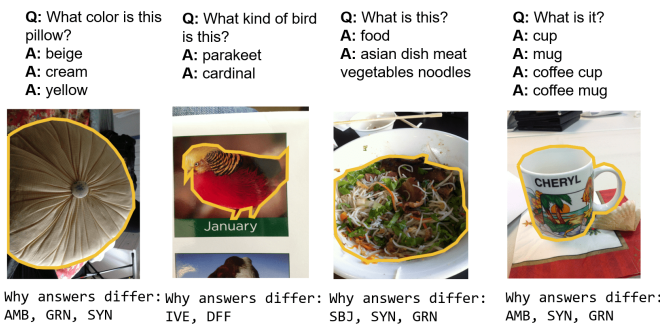 Q: What color is this
pillow?
A: beige
A: cream
A: yellow
Q: What kind of bird
is this?
A: parakeet
A: cardinal
Q: What is this?
A: food
A: asian dish meat
vegetables noodles
Q: What is it?
A: cup
A: mug
A: coffee cup
A: coffee mug
January
CHERYL
Why answers differ:
AMB, GRN, SYN
Why answers differ:
IVE, DFF
Why answers differ:
SBJ, SYN, GRN
Why answers differ:
AMB, SYN, GRN